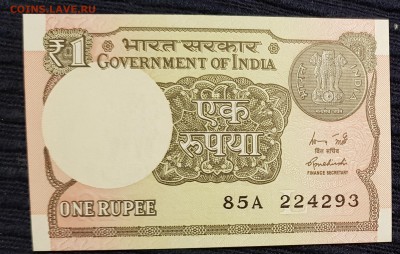 COINS.LAVE.RU
₹1
भारत सरकार
GOVERNMENT OF INDIA
एक
रुपया
वित्त सचिव
FINANCE SECRETARY
ONE RUPEE
85A 224293